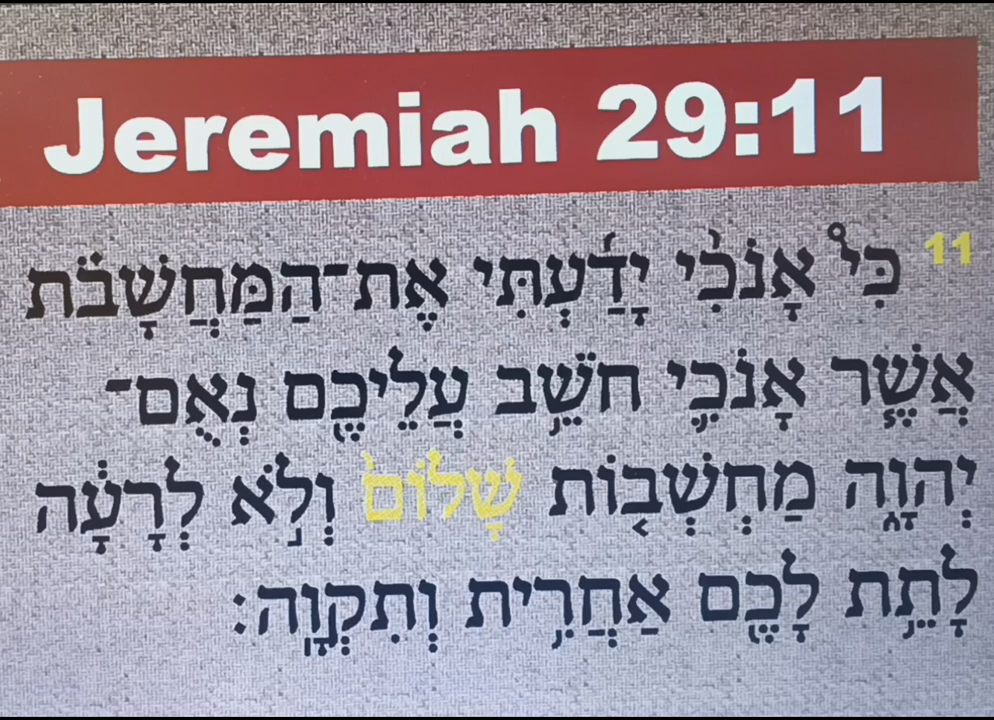 Jeremiah 29:11
11 כִּי֩ אָנֹכִ֨י יָדַ֜עְתִּי אֶת־הַמַּחֲשָׁבֹ֗ת
אֲשֶׁ֧ר אָנֹכִ֛י חֹשֵׁ֥ב עֲלֵיכֶ֖ם נְאֻם־
יְהוָ֑ה מַחְשְׁב֤וֹת שָׁלוֹם֙ וְלֹ֣א לְרָעָ֔ה
לָתֵ֥ת לָכֶ֖ם אַחֲרִ֥ית וְתִקְוָֽה׃